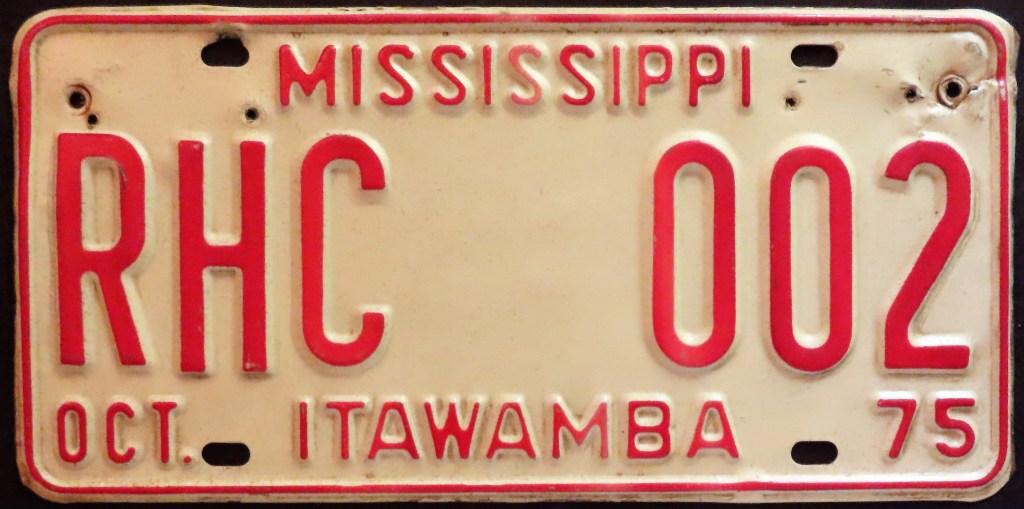 MISSISSIPPI
RHC 002
OCT. ITAWAMBA 75